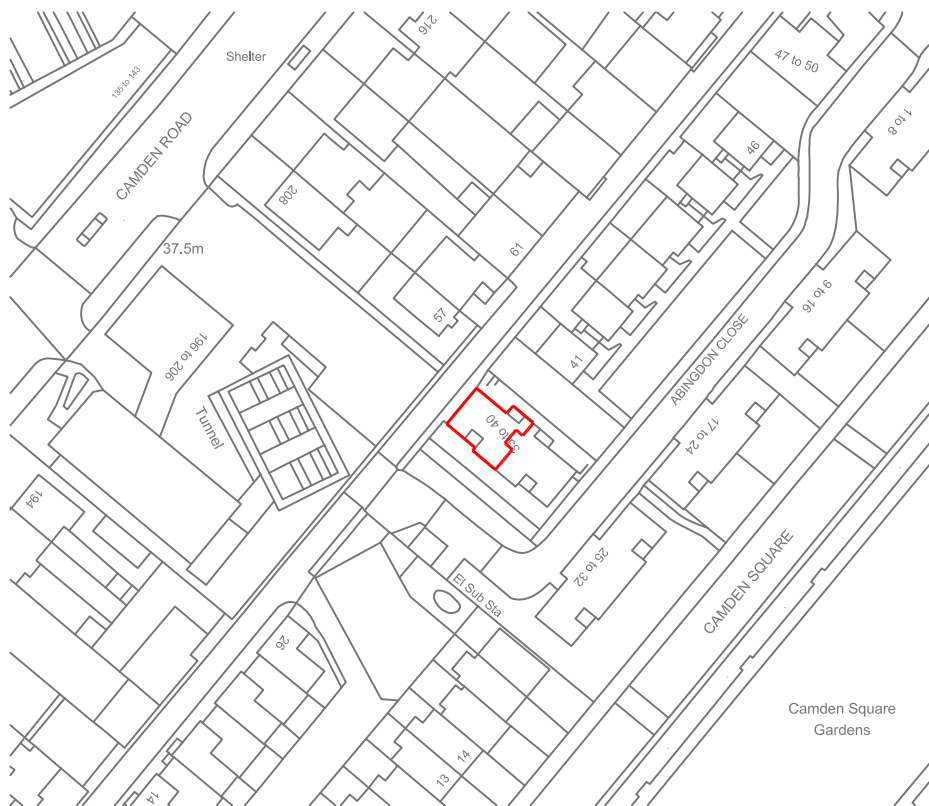 216
Shelter
47 to 50
135 to 143
1 to 8
CAMDEN ROAD
46
208
61
37.5m
9 to 16
57
196 to 206
ABINGDON CLOSE
41
Tunnel
33 to 40
17 to 24
194
25 to 32
CAMDEN SQUARE
El Sub Sta
26
Camden Square
Gardens
14
13
14